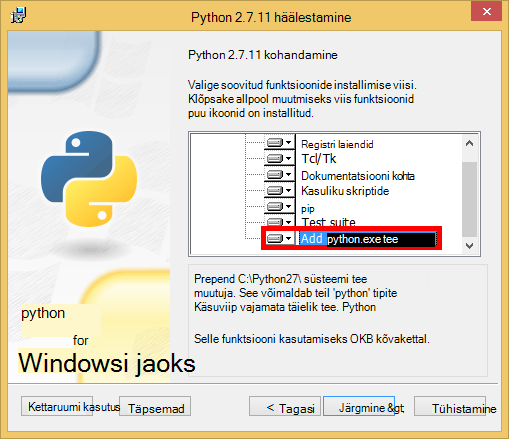 Python 2.7.11 häälestamine
Python 2.7.11 kohandamine
Valige soovitud funktsioonide installimise viisi.
Klõpsake allpool muutmiseks viis funktsioonid
puu ikoonid on installitud.
Registri laiendid
Tcl/Tk
Dokumentatsiooni kohta
Kasuliku skriptide
pip
Test suite
Add python.exe tee
Prepend C:\Python27\ süsteemi tee
muutuja. See võimaldab teil 'python' tipite
Käsuviip vajamata täielik tee. Python
Selle funktsiooni kasutamiseks OKB kõvakettal.
python
for
Windowsi jaoks
Kettaruumi kasutus
Täpsemad
< Tagasi
Järgmine &gt;
Tühistamine